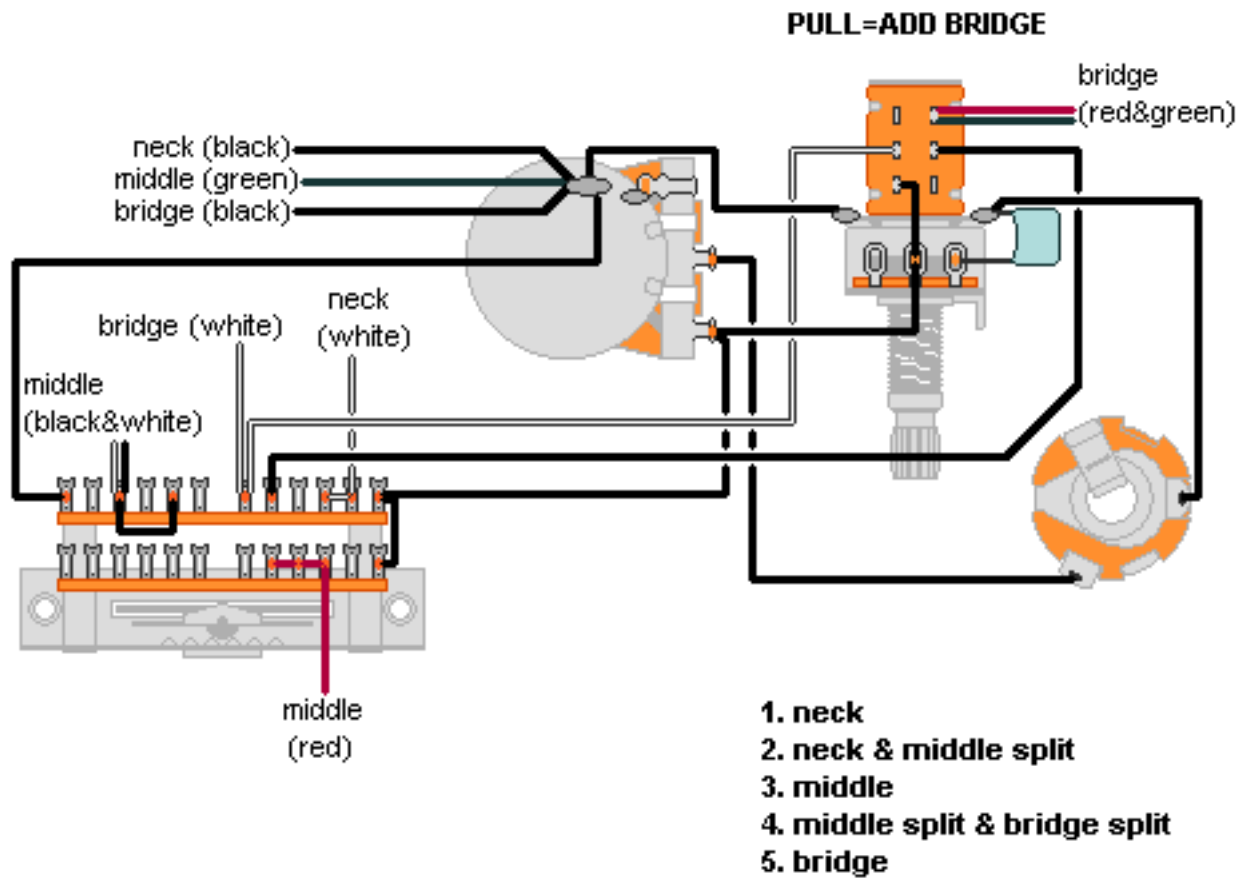 PULL=ADD BRIDGE
bridge
(red&green)
neck (black)
middle (green)
bridge (black)
neck
(white)
bridge (white)
middle
(black&white)
middle
(red)
1. neck
2. neck & middle split
3. middle
4. middle split & bridge split
5. bridge